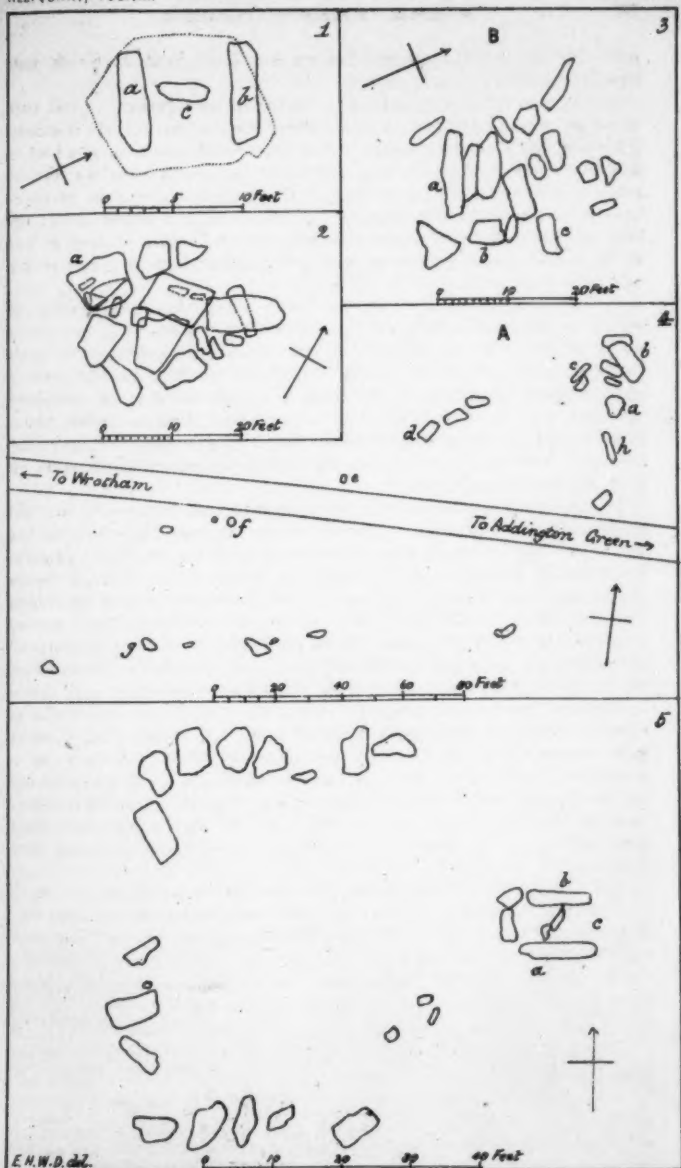 1
a
b
c
0 5 10 Feet
2
a
0 10 20 Feet
3
B
a
b
c
0 10 20 Feet
4
A
b
c
a
d
h
e
← To Wrotham
To Addington Green →
f
g
0 20 40 60 80 Feet
5
b
c
a
E.H.W.D. del.
0 10 20 30 40 Feet